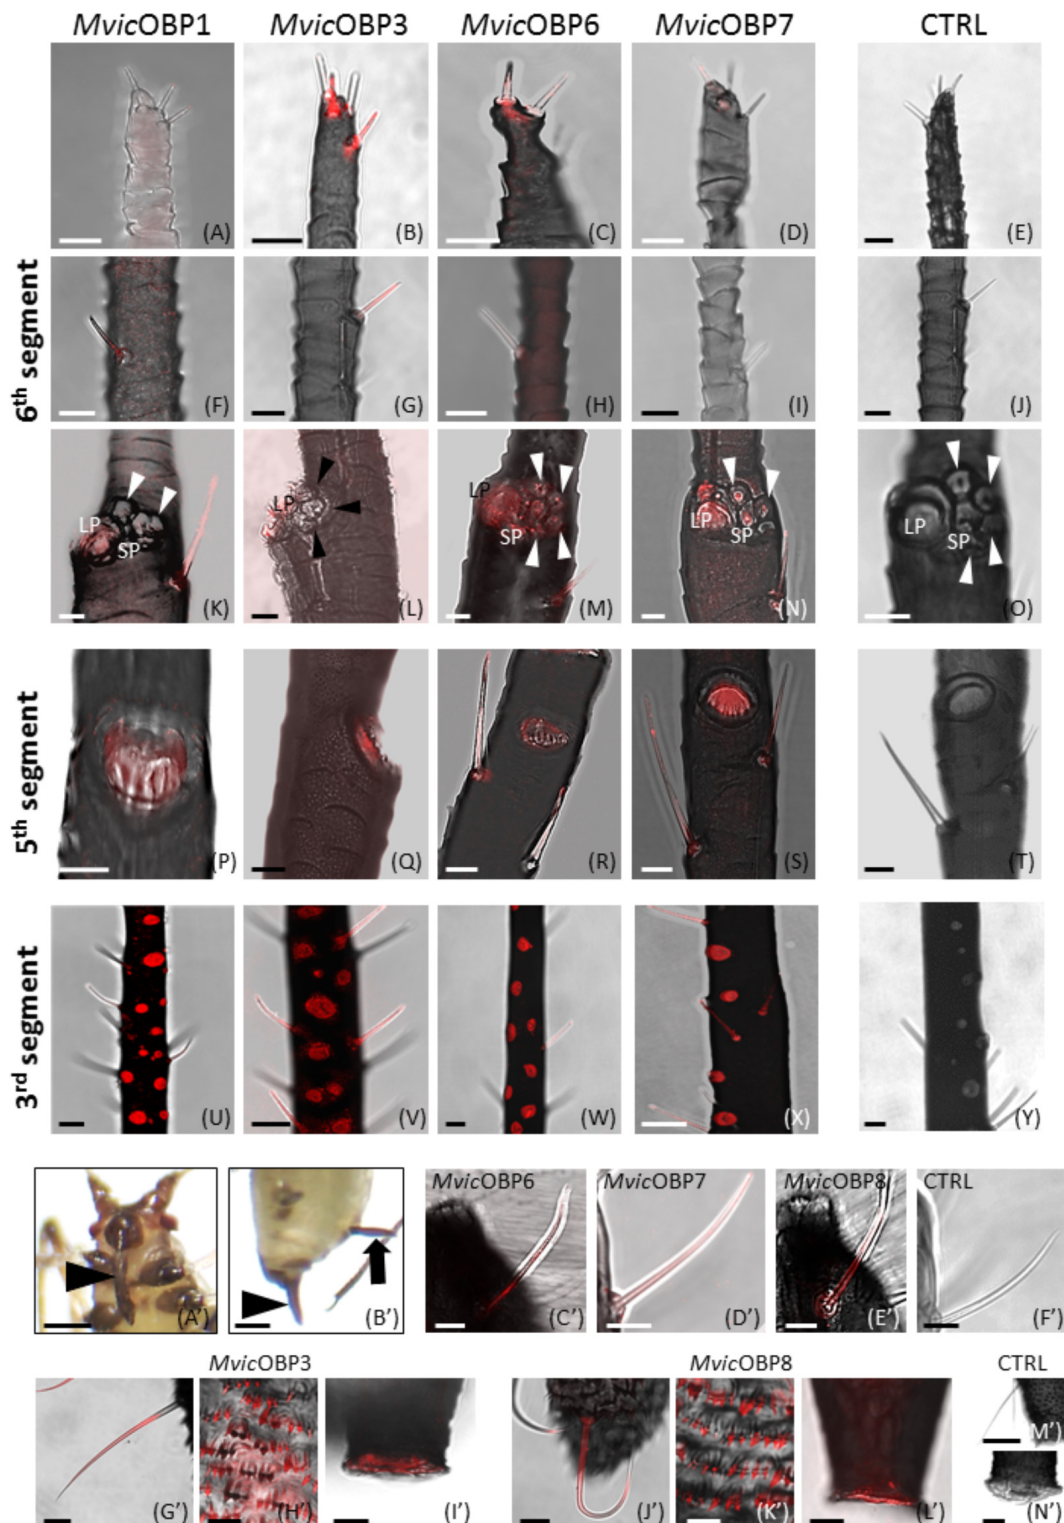 MvicOBP1 MvicOBP3 MvicOBP6 MvicOBP7 CTRL
6th segment
(A) (B) (C) (D) (E)
(F) (G) (H) (I) (J)
LP SP (K) LP (L) LP SP (M) LP SP (N) LP SP (O)
5th segment
(P) (Q) (R) (S) (T)
3rd segment
(U) (V) (W) (X) (Y)
MvicOBP6 MvicOBP7 MvicOBP8 CTRL
(A') (B') (C') (D') (E') (F')
MvicOBP3 MvicOBP8 CTRL
(G') (H') (I') (J') (K') (L') M') (N')